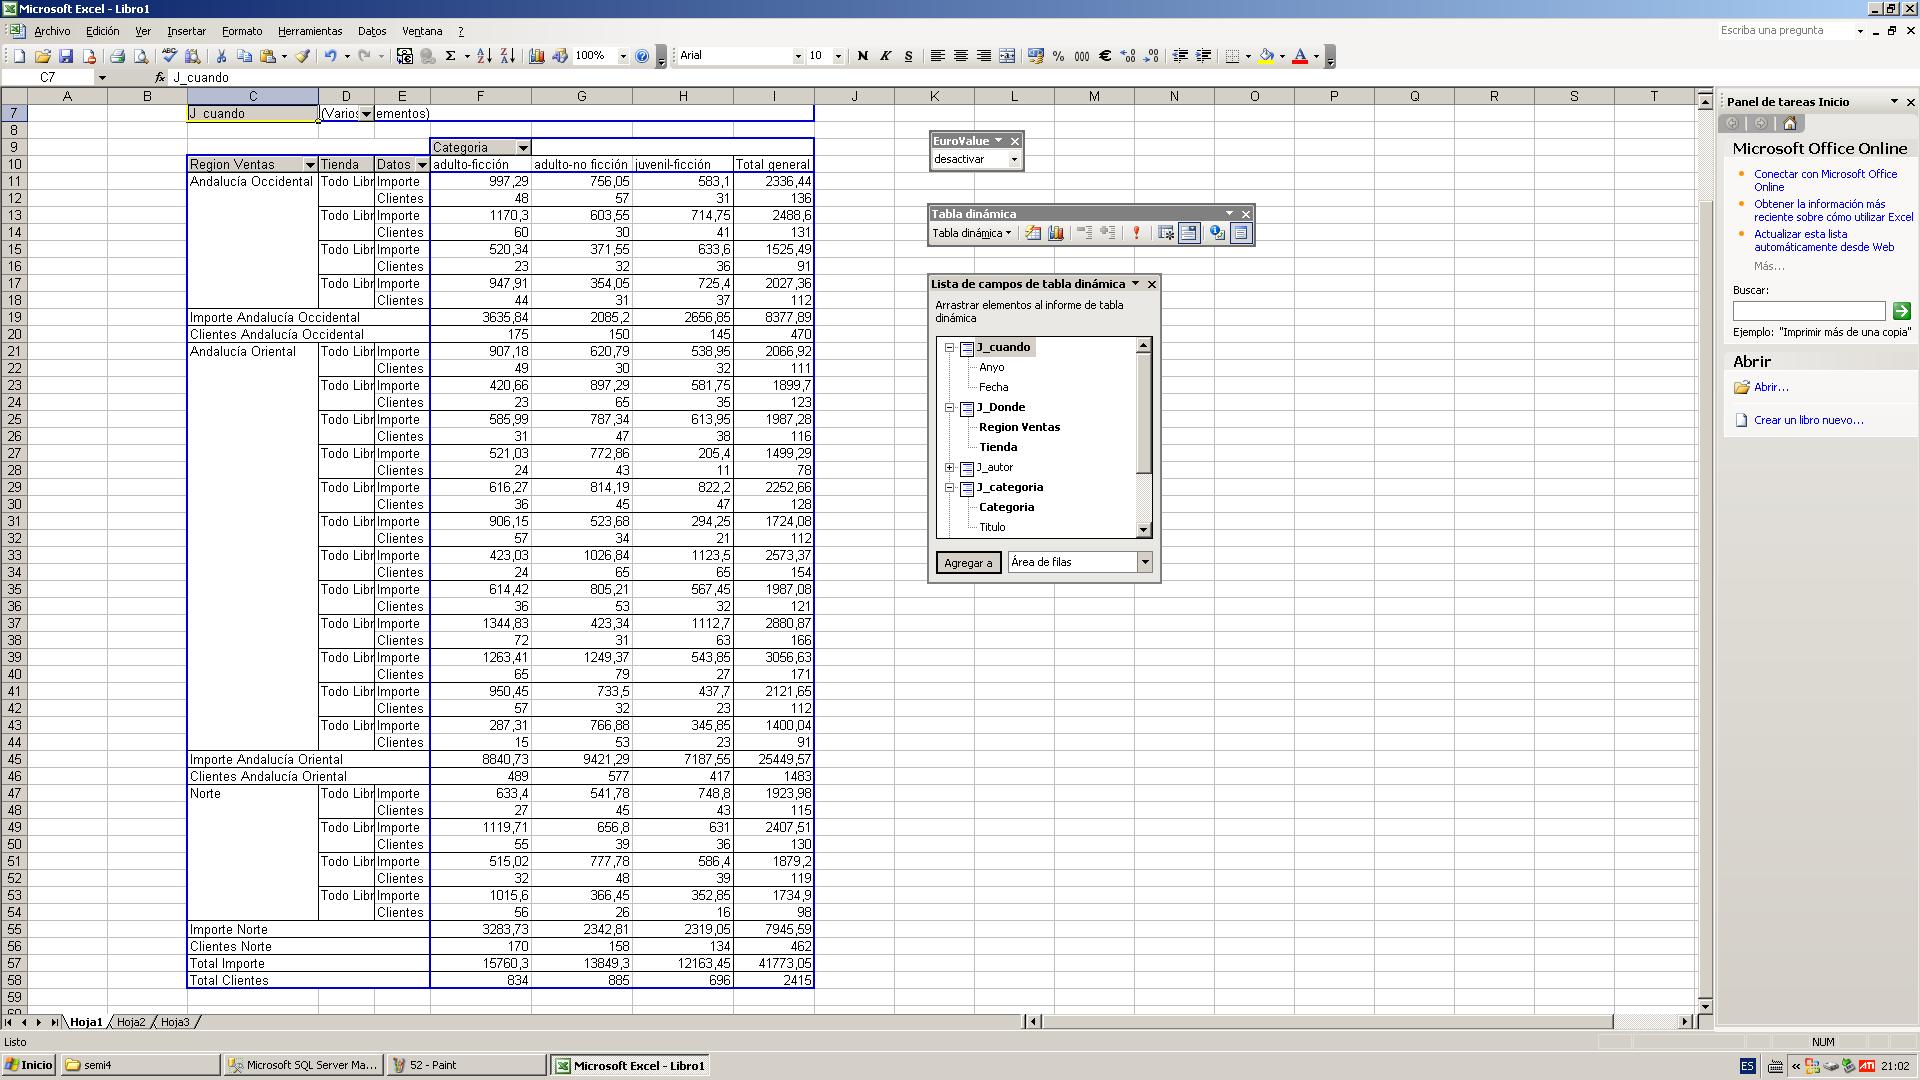 Microsoft Excel - Libro1
Archivo Edición Ver Insertar Formato Herramientas Datos Ventana ? Escriba una pregunta
100% Arial 10 N K S % 000 €
C7 fx J_cuando
A B C D E F G H I J K L M N O P Q R S T
7 J_cuando (Varios ementos)
8
9 Categoria
10 Region Ventas Tienda Datos adulto-ficción adulto-no ficción juvenil-ficción Total general
11 Andalucía Occidental Todo Libr Importe 997,29 756,05 583,1 2336,44
12 Clientes 48 57 31 136
13 Todo Libr Importe 1170,3 603,55 714,75 2488,6
14 Clientes 60 30 41 131
15 Todo Libr Importe 520,34 371,55 633,6 1525,49
16 Clientes 23 32 36 91
17 Todo Libr Importe 947,91 354,05 725,4 2027,36
18 Clientes 44 31 37 112
19 Importe Andalucía Occidental 3635,84 2085,2 2656,85 8377,89
20 Clientes Andalucía Occidental 175 150 145 470
21 Andalucía Oriental Todo Libr Importe 907,18 620,79 538,95 2066,92
22 Clientes 49 30 32 111
23 Todo Libr Importe 420,66 897,29 581,75 1899,7
24 Clientes 23 65 35 123
25 Todo Libr Importe 585,99 787,34 613,95 1987,28
26 Clientes 31 47 38 116
27 Todo Libr Importe 521,03 772,86 205,4 1499,29
28 Clientes 24 43 11 78
29 Todo Libr Importe 616,27 814,19 822,2 2252,66
30 Clientes 36 45 47 128
31 Todo Libr Importe 906,15 523,68 294,25 1724,08
32 Clientes 57 34 21 112
33 Todo Libr Importe 423,03 1026,84 1123,5 2573,37
34 Clientes 24 65 65 154
35 Todo Libr Importe 614,42 805,21 567,45 1987,08
36 Clientes 36 53 32 121
37 Todo Libr Importe 1344,83 423,34 1112,7 2880,87
38 Clientes 72 31 63 166
39 Todo Libr Importe 1263,41 1249,37 543,85 3056,63
40 Clientes 65 79 27 171
41 Todo Libr Importe 950,45 733,5 437,7 2121,65
42 Clientes 57 32 23 112
43 Todo Libr Importe 287,31 766,88 345,85 1400,04
44 Clientes 15 53 23 91
45 Importe Andalucía Oriental 8840,73 9421,29 7187,55 25449,57
46 Clientes Andalucía Oriental 489 577 417 1483
47 Norte Todo Libr Importe 633,4 541,78 748,8 1923,98
48 Clientes 27 45 43 115
49 Todo Libr Importe 1119,71 656,8 631 2407,51
50 Clientes 55 39 36 130
51 Todo Libr Importe 515,02 777,78 586,4 1879,2
52 Clientes 32 48 39 119
53 Todo Libr Importe 1015,6 366,45 352,85 1734,9
54 Clientes 56 26 16 98
55 Importe Norte 3283,73 2342,81 2319,05 7945,59
56 Clientes Norte 170 158 134 462
57 Total Importe 15760,3 13849,3 12163,45 41773,05
58 Total Clientes 834 885 696 2415
59
EuroValue
desactivar
Tabla dinámica
Tabla dinámica
Lista de campos de tabla dinámica
Arrastrar elementos al informe de tabla
dinámica
J_cuando
Anyo
Fecha
J_Donde
Region Ventas
Tienda
J_autor
J_categoria
Categoria
Titulo
Agregar a Área de filas
Panel de tareas Inicio
Microsoft Office Online
Conectar con Microsoft Office
Online
Obtener la información más
reciente sobre cómo utilizar Excel
Actualizar esta lista
automáticamente desde Web
Más...
Buscar:
Ejemplo: "Imprimir más de una copia"
Abrir
Abrir...
Crear un libro nuevo...
Hoja1 Hoja2 Hoja3
Listo NUM
Inicio semi4 Microsoft SQL Server Ma... 52 - Paint Microsoft Excel - Libro1 ES « ATI 21:02